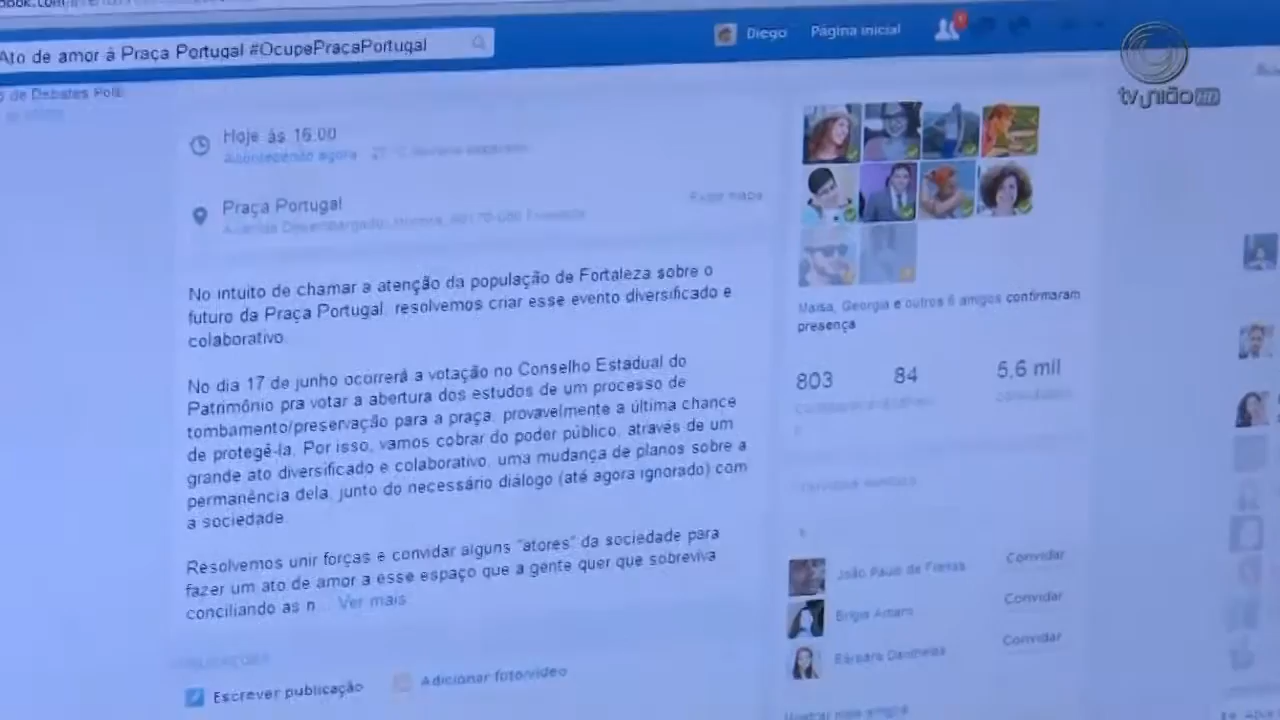 Ato de amor à Praça Portugal #OcupePraçaPortugal
Diego
Página inicial
tv união HD
Hoje às 16:00
acontecendo agora
Praça Portugal
Exibir mapa
No intuito de chamar a atenção da população de Fortaleza sobre o
futuro da Praça Portugal, resolvemos criar esse evento diversificado e
colaborativo.
No dia 17 de junho ocorrerá a votação no Conselho Estadual do
Patrimônio pra votar a abertura dos estudos de um processo de
tombamento/preservação para a praça, provavelmente a última chance
de protegê-la. Por isso, vamos cobrar do poder público, através de um
grande ato diversificado e colaborativo, uma mudança de planos sobre a
permanência dela, junto do necessário diálogo (até agora ignorado) com
a sociedade.
Resolvemos unir forças e convidar alguns "atores" da sociedade para
fazer um ato de amor a esse espaço que a gente quer que sobreviva
conciliando as n... Ver mais
Escrever publicação
Adicionar foto/vídeo
Maisa, Georgia e outros 6 amigos confirmaram
presença
803
84
5,6 mil
João Paulo de Freitas
Convidar
Convidar
Bárbara
Convidar